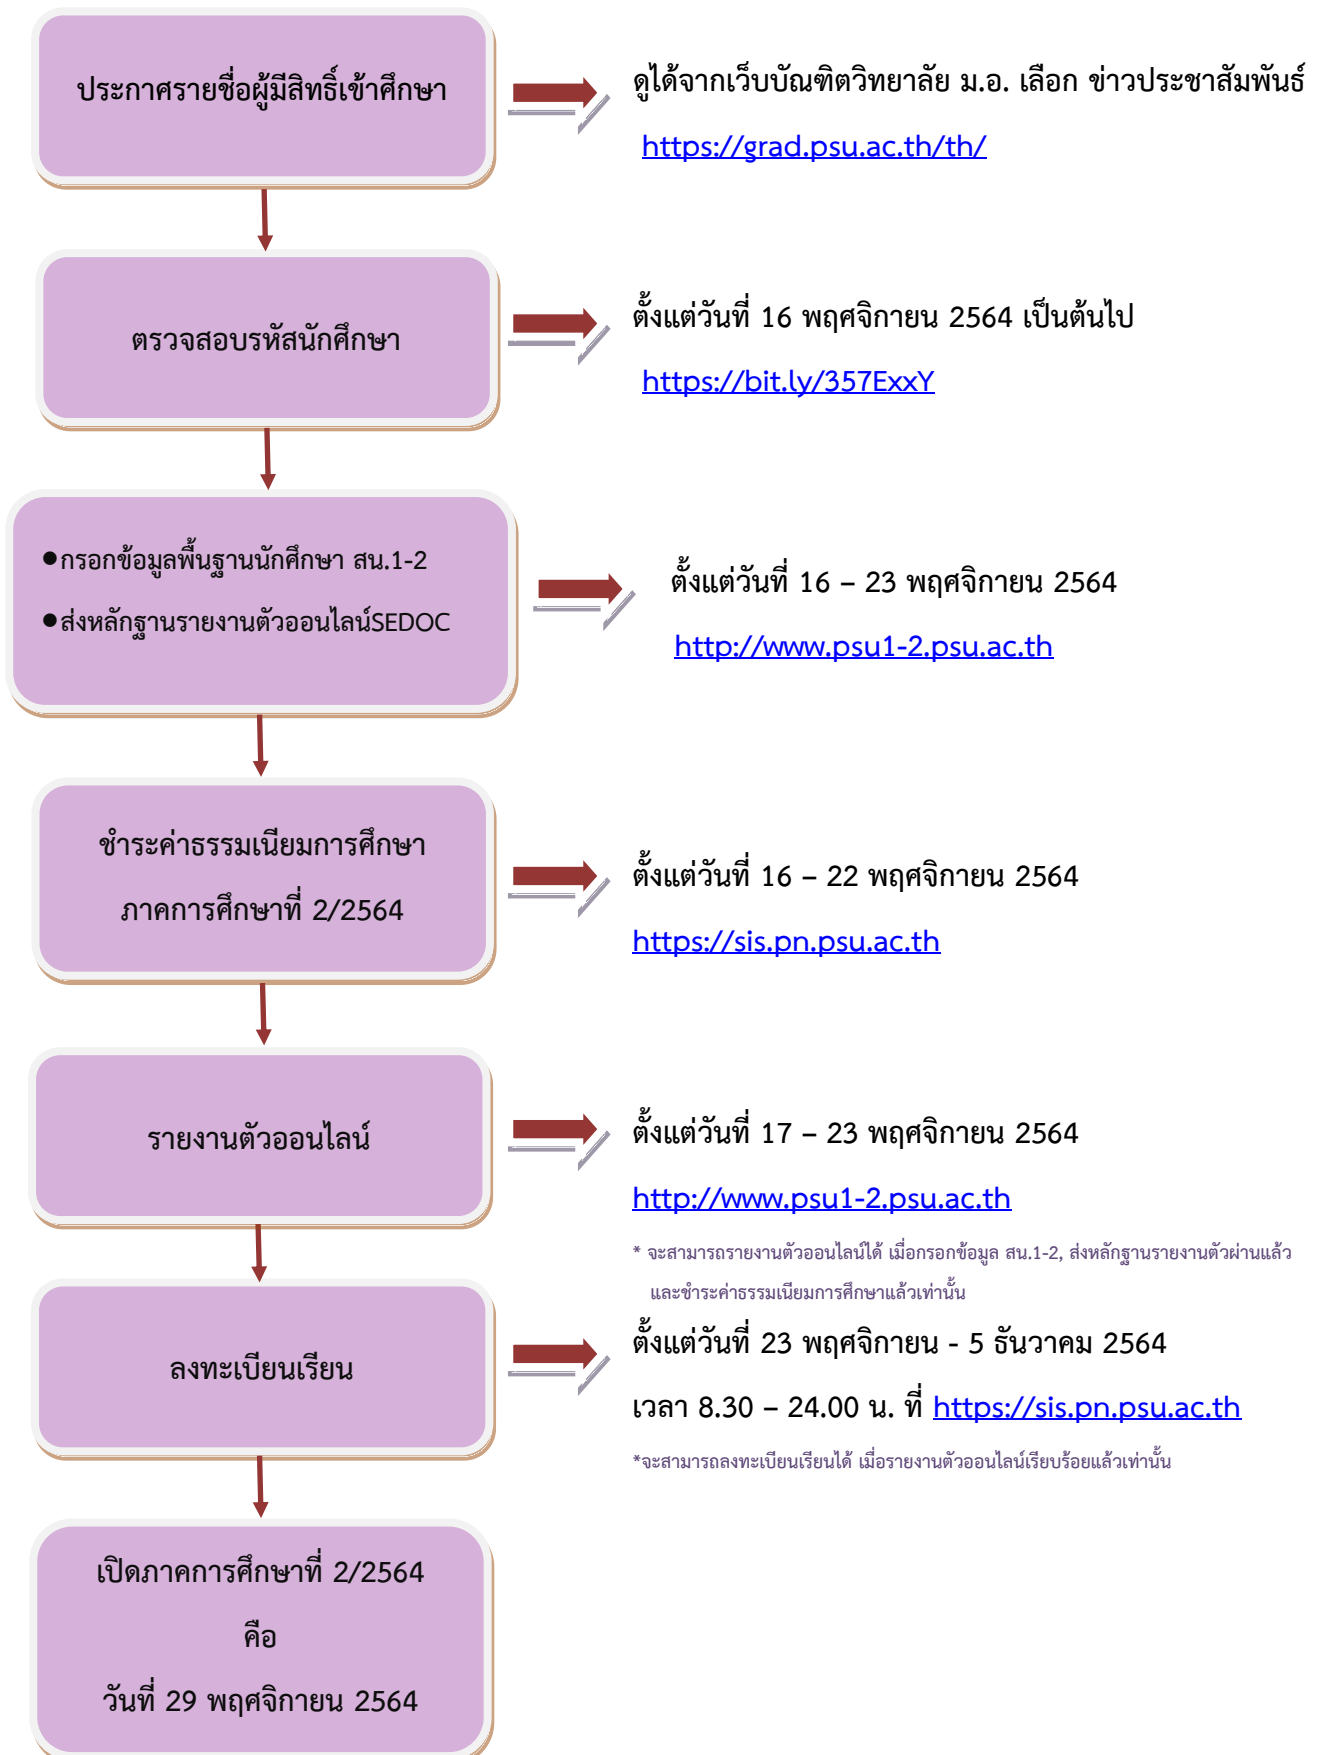 ประกาศรายชื่อผู้มีสิทธิ์เข้าศึกษา
ดูได้จากเว็บบัณฑิตวิทยาลัย ม.อ. เลือก ข่าวประชาสัมพันธ์
https://grad.psu.ac.th/th/
ตรวจสอบรหัสนักศึกษา
ตั้งแต่วันที่ 16 พฤศจิกายน 2564 เป็นต้นไป
https://bit.ly/357ExxY
●กรอกข้อมูลพื้นฐานนักศึกษา สน.1-2
●ส่งหลักฐานรายงานตัวออนไลน์SEDOC
ตั้งแต่วันที่ 16 – 23 พฤศจิกายน 2564
http://www.psu1-2.psu.ac.th
ชำระค่าธรรมเนียมการศึกษา
ภาคการศึกษาที่ 2/2564
ตั้งแต่วันที่ 16 – 22 พฤศจิกายน 2564
https://sis.pn.psu.ac.th
รายงานตัวออนไลน์
ตั้งแต่วันที่ 17 – 23 พฤศจิกายน 2564
http://www.psu1-2.psu.ac.th
* จะสามารถรายงานตัวออนไลน์ได้ เมื่อกรอกข้อมูล สน.1-2, ส่งหลักฐานรายงานตัวผ่านแล้ว
และชำระค่าธรรมเนียมการศึกษาแล้วเท่านั้น
ลงทะเบียนเรียน
ตั้งแต่วันที่ 23 พฤศจิกายน - 5 ธันวาคม 2564
เวลา 8.30 – 24.00 น. ที่ https://sis.pn.psu.ac.th
*จะสามารถลงทะเบียนเรียนได้ เมื่อรายงานตัวออนไลน์เรียบร้อยแล้วเท่านั้น
เปิดภาคการศึกษาที่ 2/2564
คือ
วันที่ 29 พฤศจิกายน 2564